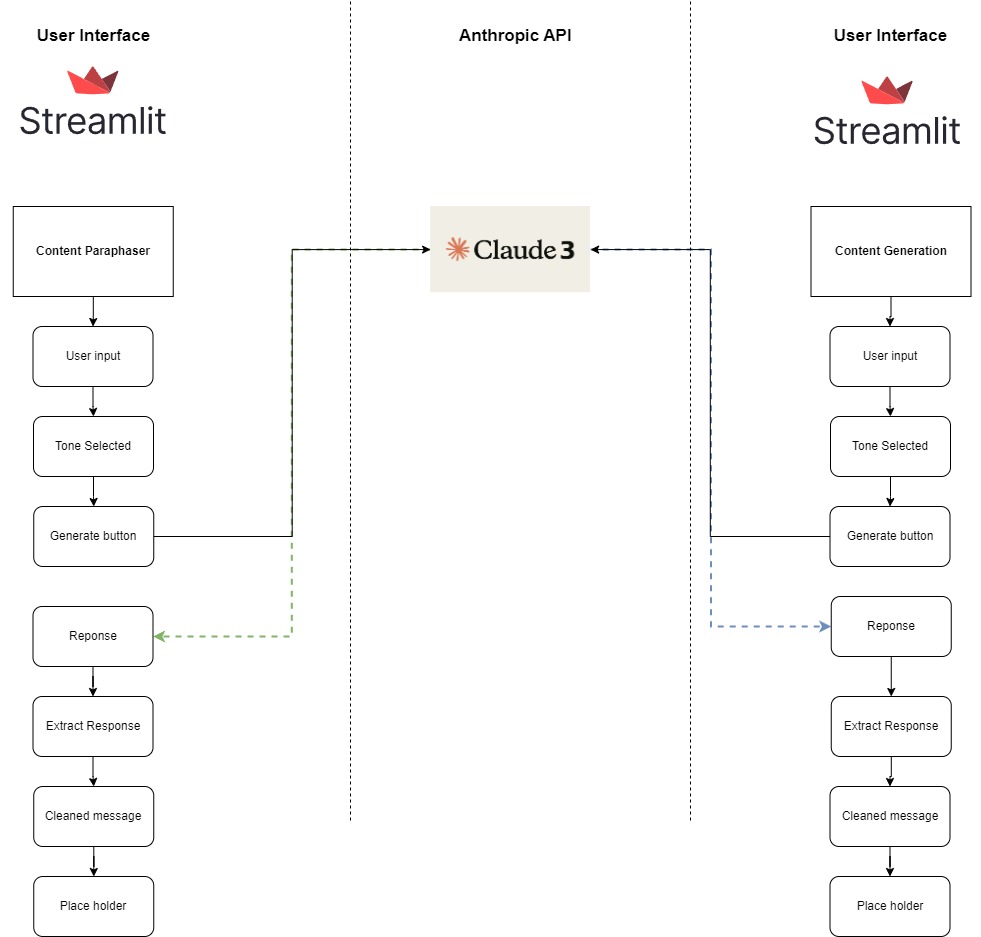 User Interface
Anthropic API
User Interface
Streamlit
Streamlit
Content Paraphaser
Claude 3
Content Generation
User input
User input
Tone Selected
Tone Selected
Generate button
Generate button
Reponse
Reponse
Extract Response
Extract Response
Cleaned message
Cleaned message
Place holder
Place holder